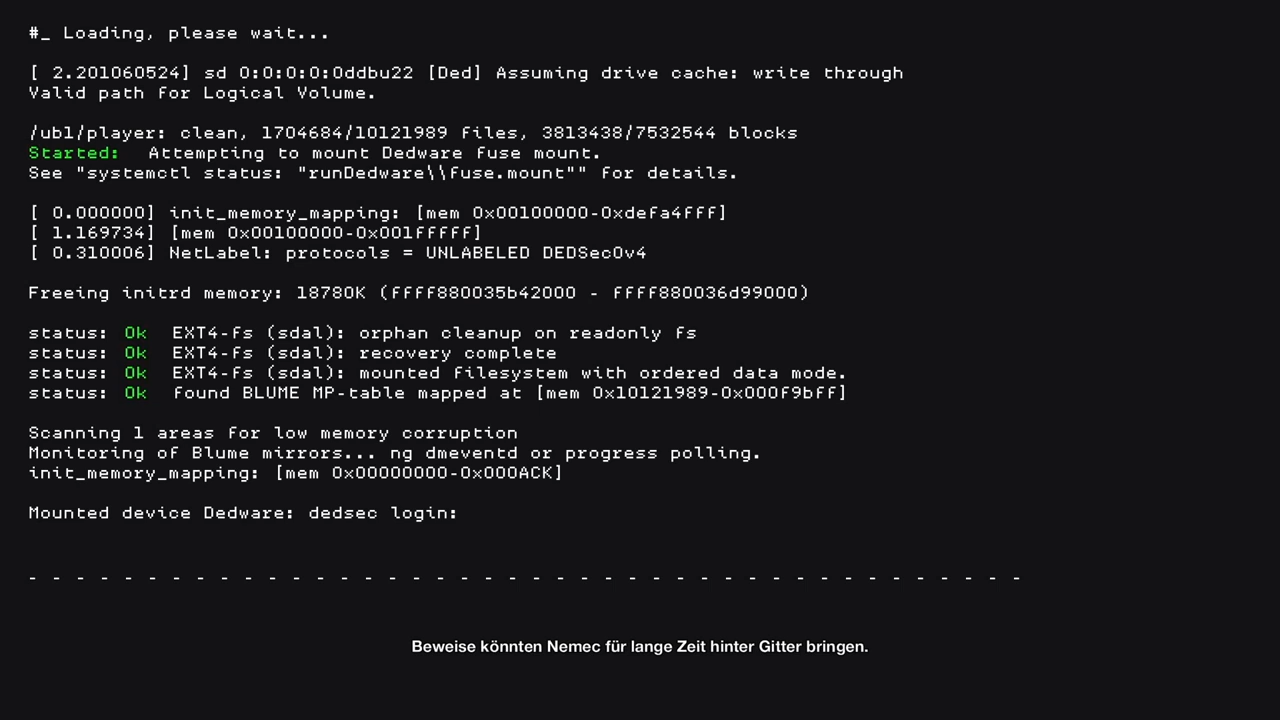 #_ Loading, please wait...
[ 2.201060524] sd 0:0:0:0:0ddbu22 [Ded] Assuming drive cache: write through
Valid path for Logical Volume.
/ubl/player: clean, 1704684/10121989 files, 3813438/7532544 blocks
Started: Attempting to mount Dedware Fuse mount.
See "systemctl status: "runDedware\\fuse.mount"" for details.
[ 0.000000] init_memory_mapping: [mem 0x00100000-0xdefa4fff]
[ 1.169734] [mem 0x00100000-0x001fffff]
[ 0.310006] NetLabel: protocols = UNLABELED DEDSec0v4
Freeing initrd memory: 18780K (ffff880035b42000 - ffff880036d99000)
status: Ok EXT4-fs (sdal): orphan cleanup on readonly fs
status: Ok EXT4-fs (sdal): recovery complete
status: Ok EXT4-fs (sdal): mounted filesystem with ordered data mode.
status: Ok found BLUME MP-table mapped at [mem 0x10121989-0x000f9bff]
Scanning 1 areas for low memory corruption
Monitoring of Blume mirrors... ng dmeventd or progress polling.
init_memory_mapping: [mem 0x00000000-0x000ACK]
Mounted device Dedware: dedsec login:
- - - - - - - - - - - - - - - - - - - - - - - - - - - - - - - - - - - - - - - - - -
Beweise könnten Nemec für lange Zeit hinter Gitter bringen.